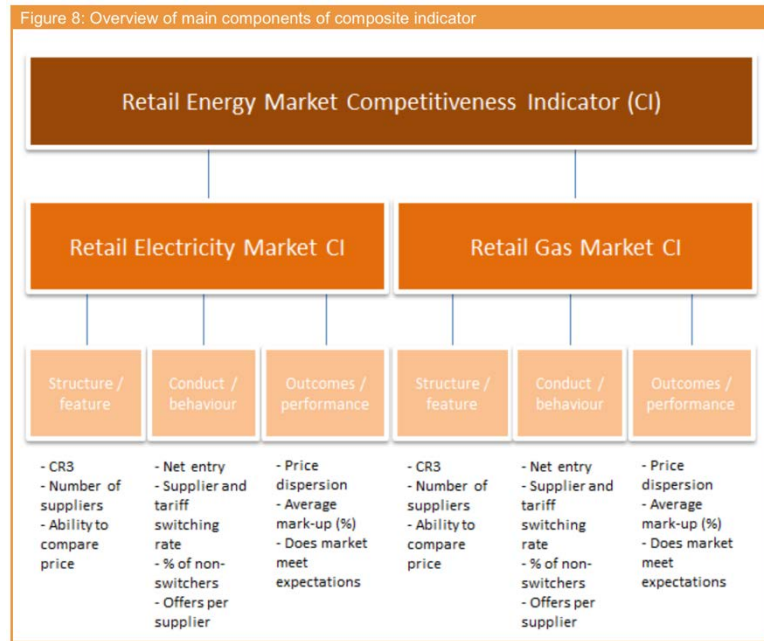 Figure 8: Overview of main components of composite indicator
Retail Energy Market Competitiveness Indicator (CI)
Retail Electricity Market CI
Retail Gas Market CI
Structure /
feature
Conduct /
behaviour
Outcomes /
performance
Structure /
feature
Conduct /
behaviour
Outcomes /
performance
- CR3
- Number of
suppliers
- Ability to
compare
price
- Net entry
- Supplier and
tariff
switching
rate
- % of non-
switchers
- Offers per
supplier
- Price
dispersion
- Average
mark-up (%)
- Does market
meet
expectations
- CR3
- Number of
suppliers
- Ability to
compare
price
- Net entry
- Supplier and
tariff
switching
rate
- % of non-
switchers
- Offers per
supplier
- Price
dispersion
- Average
mark-up (%)
- Does market
meet
expectations